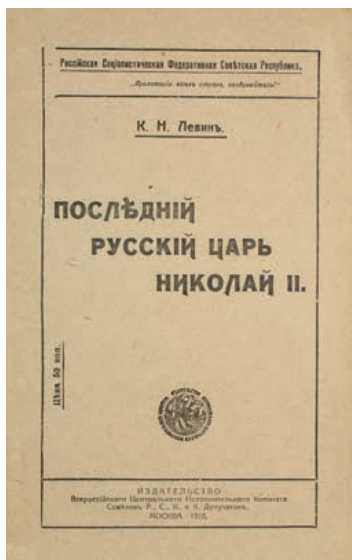 Россійская Соціалистическая Федеративная Совѣтская Республика.
„Пролетаріи всѣхъ странъ, соединяйтесь!“
К. Н. Левинъ.
ПОСЛѢДНІЙ
РУССКІЙ ЦАРЬ
НИКОЛАЙ II.
Цѣна 50 коп.
ИЗДАТЕЛЬСТВО
Всероссійскаго Центральнаго Исполнительнаго Комитета
Совѣтовъ Р., С., К. и К. Депутатовъ.
МОСКВА